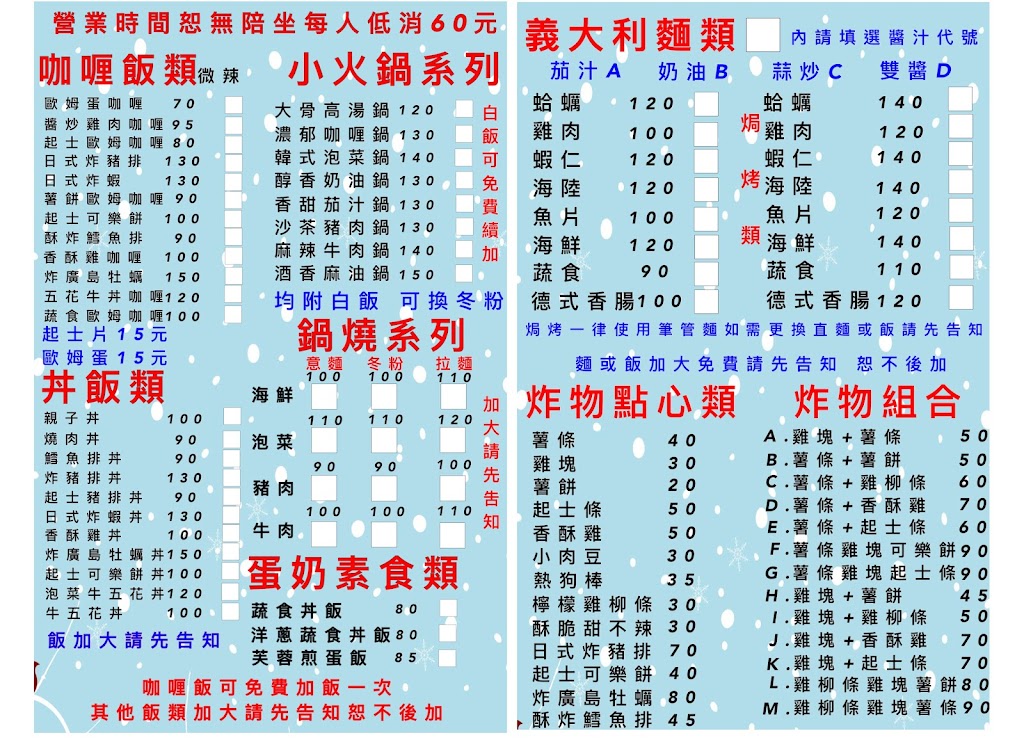 營業時間恕無陪坐每人低消60元
咖喱飯類微辣
歐姆蛋咖喱 70
醬炒雞肉咖喱 95
起士歐姆咖喱 80
日式炸豬排 130
日式炸蝦 130
薯餅歐姆咖喱 90
起士可樂餅 100
酥炸鱈魚排 90
香酥雞咖喱 100
炸廣島牡蠣 150
五花牛丼咖喱 120
蔬食歐姆咖喱 100
起士片15元
歐姆蛋15元
丼飯類
親子丼 100
燒肉丼 90
鱈魚排丼 90
炸豬排丼 130
起士豬排丼 90
日式炸蝦丼 130
香酥雞丼 100
炸廣島牡蠣丼 150
起士可樂餅丼 100
泡菜牛五花丼 120
牛五花丼 100
飯加大請先告知
小火鍋系列
大骨高湯鍋 120
濃郁咖喱鍋 130
韓式泡菜鍋 140
醇香奶油鍋 130
香甜茄汁鍋 130
沙茶豬肉鍋 130
麻辣牛肉鍋 140
酒香麻油鍋 150
白飯可免費續加
均附白飯 可換冬粉
鍋燒系列
意麵 冬粉 拉麵
海鮮 100 100 110
泡菜 110 110 120
豬肉 90 90 100
牛肉 100 100 110
加大請先告知
蛋奶素食類
蔬食丼飯 80
洋蔥蔬食丼飯 80
芙蓉煎蛋飯 85
咖喱飯可免費加飯一次
其他飯類加大請先告知恕不後加
義大利麵類 內請填選醬汁代號
茄汁A 奶油B 蒜炒C 雙醬D
蛤蠣 120
雞肉 100
蝦仁 120
海陸 120
魚片 100
海鮮 120
蔬食 90
德式香腸 100
焗烤類
蛤蠣 140
雞肉 120
蝦仁 140
海陸 140
魚片 120
海鮮 140
蔬食 110
德式香腸 120
焗烤一律使用筆管麵如需更換直麵或飯請先告知
麵或飯加大免費請先告知 恕不後加
炸物點心類
薯條 40
雞塊 30
薯餅 20
起士條 50
香酥雞 50
小肉豆 30
熱狗棒 35
檸檬雞柳條 30
酥脆甜不辣 30
日式炸豬排 70
起士可樂餅 40
炸廣島牡蠣 80
酥炸鱈魚排 45
炸物組合
A.雞塊+薯條 50
B.薯條+薯餅 50
C.薯條+雞柳條 60
D.薯條+香酥雞 70
E.薯條+起士條 60
F.薯條雞塊可樂餅 90
G.薯條雞塊起士條 90
H.雞塊+薯餅 45
I.雞塊+雞柳條 50
J.雞塊+香酥雞 70
K.雞塊+起士條 70
L.雞柳條雞塊薯餅 80
M.雞柳條雞塊薯條 90